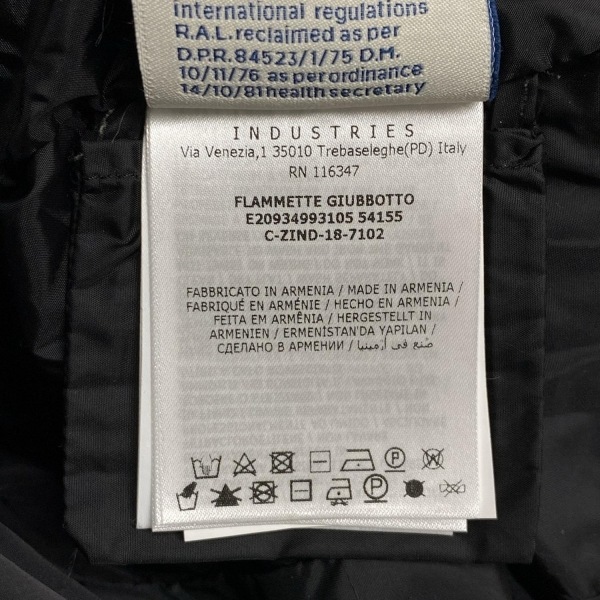 international regulations
R.A.L.reclaimed as per
D.P.R. 84523/1/75 D.M.
10/11/76 as per ordinance
14/10/81 health secretary
INDUSTRIES
Via Venezia,1 35010 Trebaseleghe(PD) Italy
RN 116347
FLAMMETTE GIUBBOTTO
E20934993105 54155
C-ZIND-18-7102
FABBRICATO IN ARMENIA / MADE IN ARMENIA /
FABRIQUÉ EN ARMÉNIE / HECHO EN ARMENIA /
FEITA EM ARMÊNIA / HERGESTELLT IN
ARMENIEN / ERMENISTAN'DA YAPILAN /
СДЕЛАНО В АРМЕНИИ / صُنع في أرمينيا